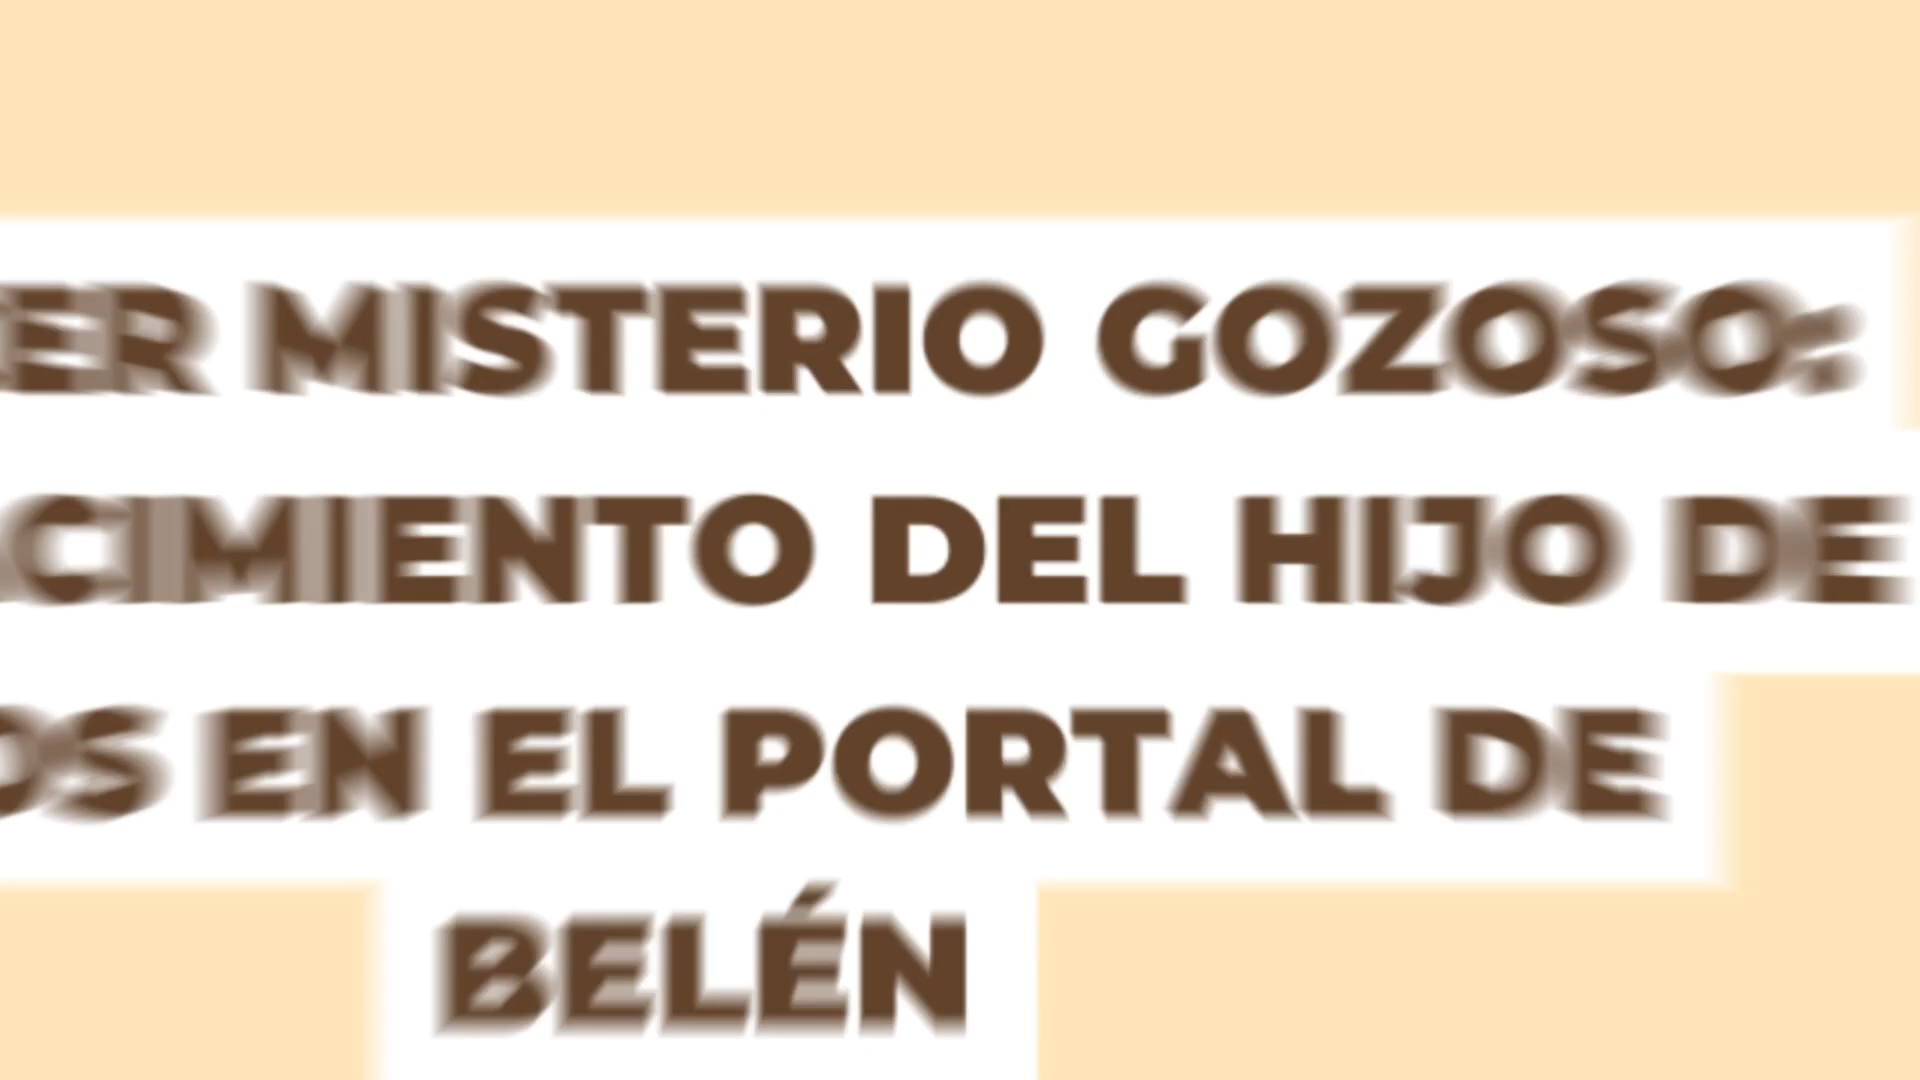 ER MISTERIO GOZOSO:
CIMIENTO DEL HIJO DE
OS EN EL PORTAL DE
BELÉN